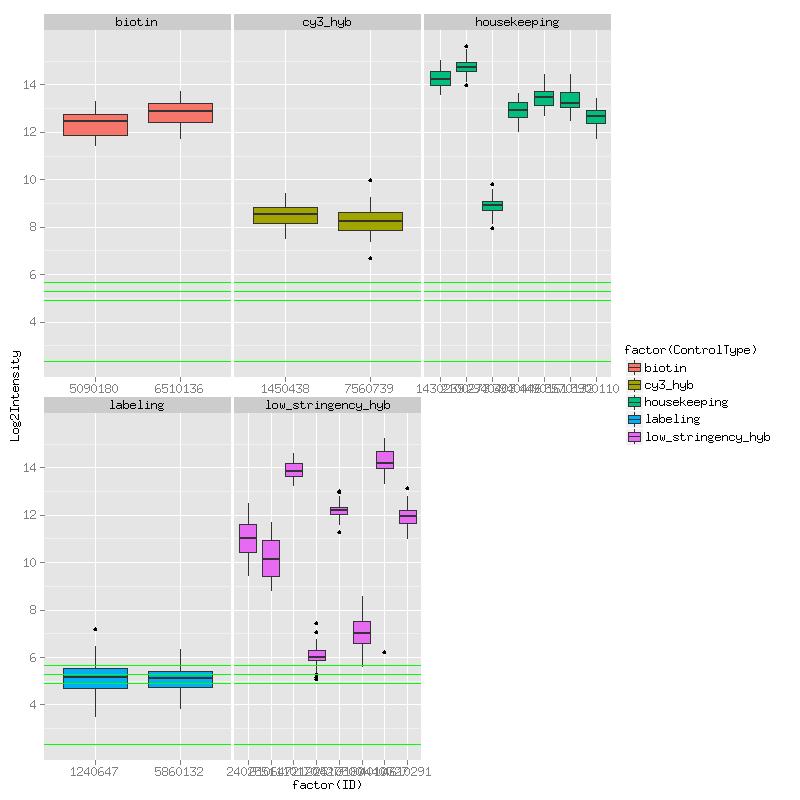 biotin cy3_hyb housekeeping
14
12
10
8
6
4
5090180 6510136 1450438 7560739
labeling low_stringency_hyb
14
12
10
8
6
4
1240647 5860132
factor(ID)
Log2Intensity
factor(ControlType)
biotin
cy3_hyb
housekeeping
labeling
low_stringency_hyb